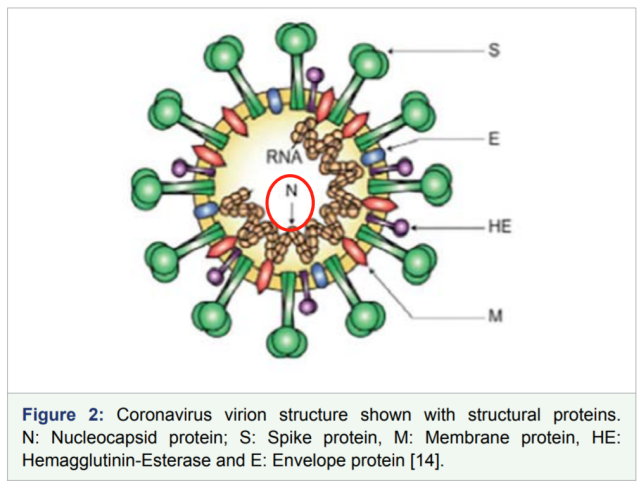 S
E
RNA
N
HE
M
Figure 2: Coronavirus virion structure shown with structural proteins.
N: Nucleocapsid protein; S: Spike protein, M: Membrane protein, HE:
Hemagglutinin-Esterase and E: Envelope protein [14].